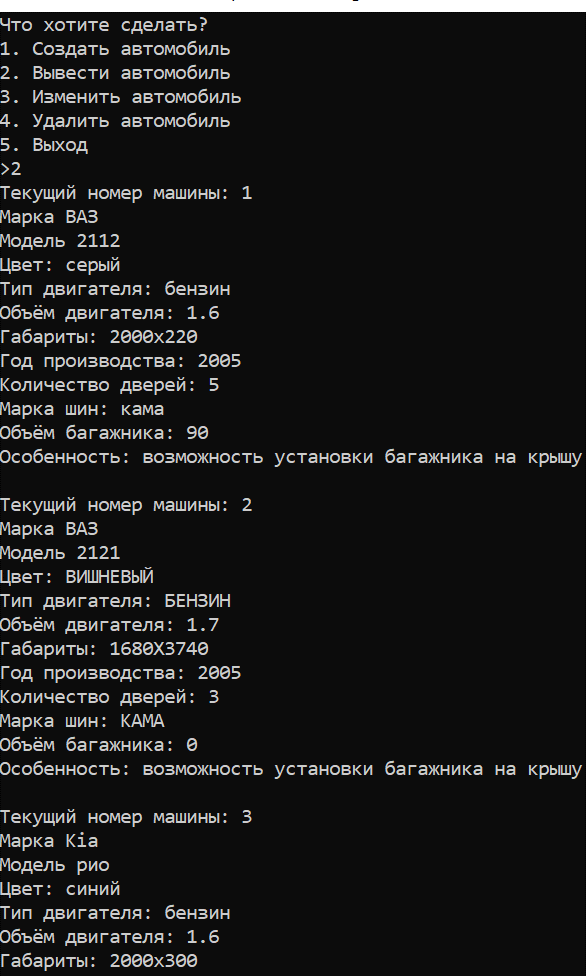 Что хотите сделать?
1. Создать автомобиль
2. Вывести автомобиль
3. Изменить автомобиль
4. Удалить автомобиль
5. Выход
>2
Текущий номер машины: 1
Марка ВАЗ
Модель 2112
Цвет: серый
Тип двигателя: бензин
Объём двигателя: 1.6
Габариты: 2000x220
Год производства: 2005
Количество дверей: 5
Марка шин: кама
Объём багажника: 90
Особенность: возможность установки багажника на крышу
Текущий номер машины: 2
Марка ВАЗ
Модель 2121
Цвет: ВИШНЕВЫЙ
Тип двигателя: БЕНЗИН
Объём двигателя: 1.7
Габариты: 1680X3740
Год производства: 2005
Количество дверей: 3
Марка шин: КАМА
Объём багажника: 0
Особенность: возможность установки багажника на крышу
Текущий номер машины: 3
Марка Kia
Модель рио
Цвет: синий
Тип двигателя: бензин
Объём двигателя: 1.6
Габариты: 2000x300